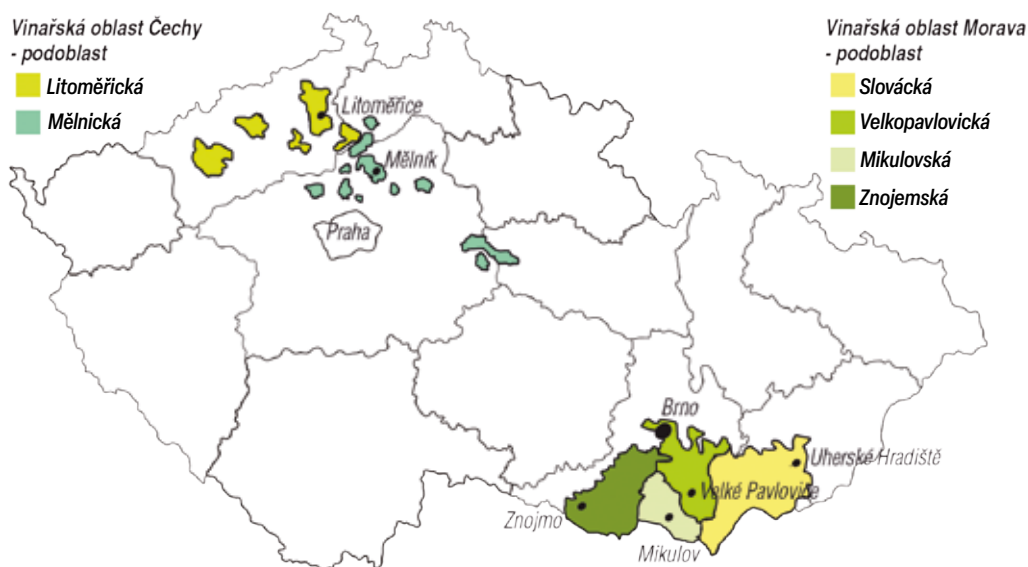 Vinařská oblast Čechy
- podoblast
Litoměřická
Mělnická
Vinařská oblast Morava
- podoblast
Slovácká
Velkopavlovická
Mikulovská
Znojemská
Litoměřice
Mělník
Praha
Brno
Uherské Hradiště
Velké Pavlovice
Znojmo
Mikulov